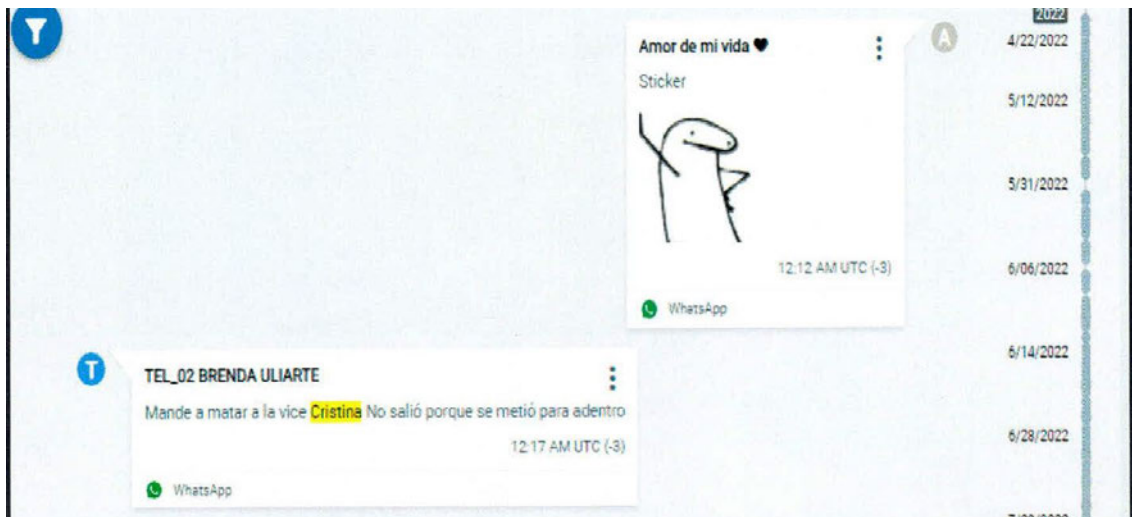 2022
Amor de mi vida ♥
A
4/22/2022
Sticker
5/12/2022
5/31/2022
12:12 AM UTC (-3)
6/06/2022
WhatsApp
6/14/2022
T
TEL_02 BRENDA ULIARTE
Mande a matar a la vice Cristina No salió porque se metió para adentro
12:17 AM UTC (-3)
6/28/2022
WhatsApp